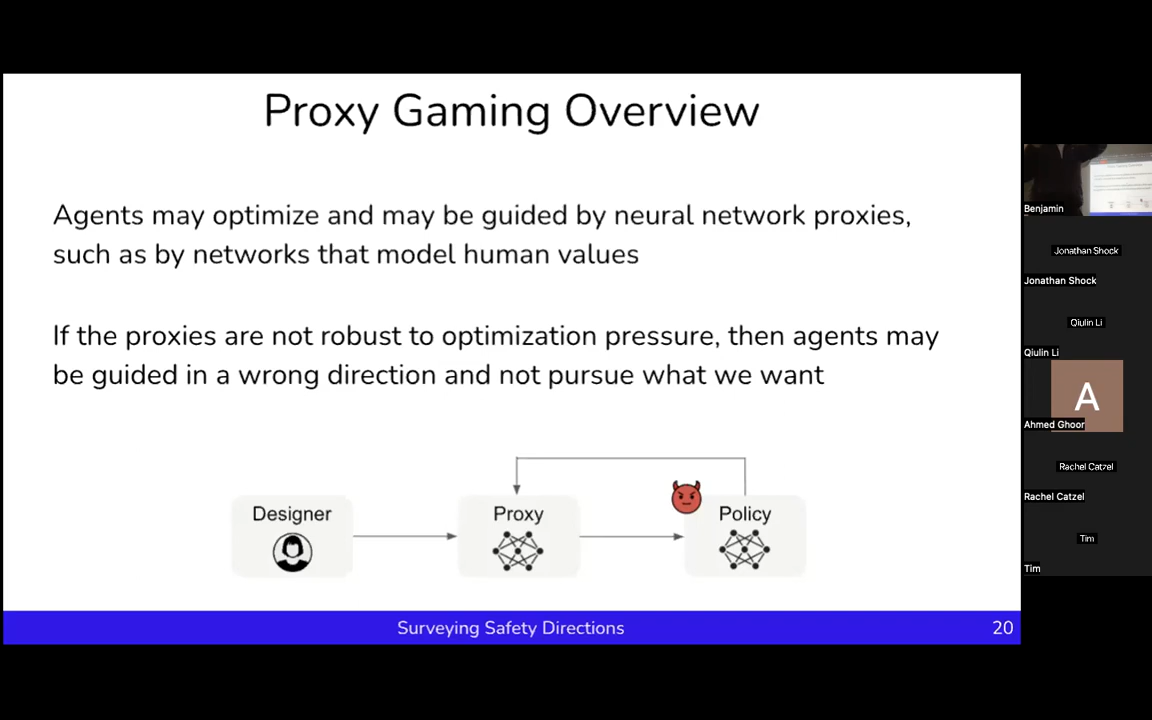 Proxy Gaming Overview
Agents may optimize and may be guided by neural network proxies,
such as by networks that model human values
If the proxies are not robust to optimization pressure, then agents may
be guided in a wrong direction and not pursue what we want
Designer
Proxy
Policy
Surveying Safety Directions
20
Benjamin
Jonathan Shock
Jonathan Shock
Qiulin Li
Qiulin Li
A
Ahmed Ghoor
Rachel Catzel
Rachel Catzel
Tim
Tim